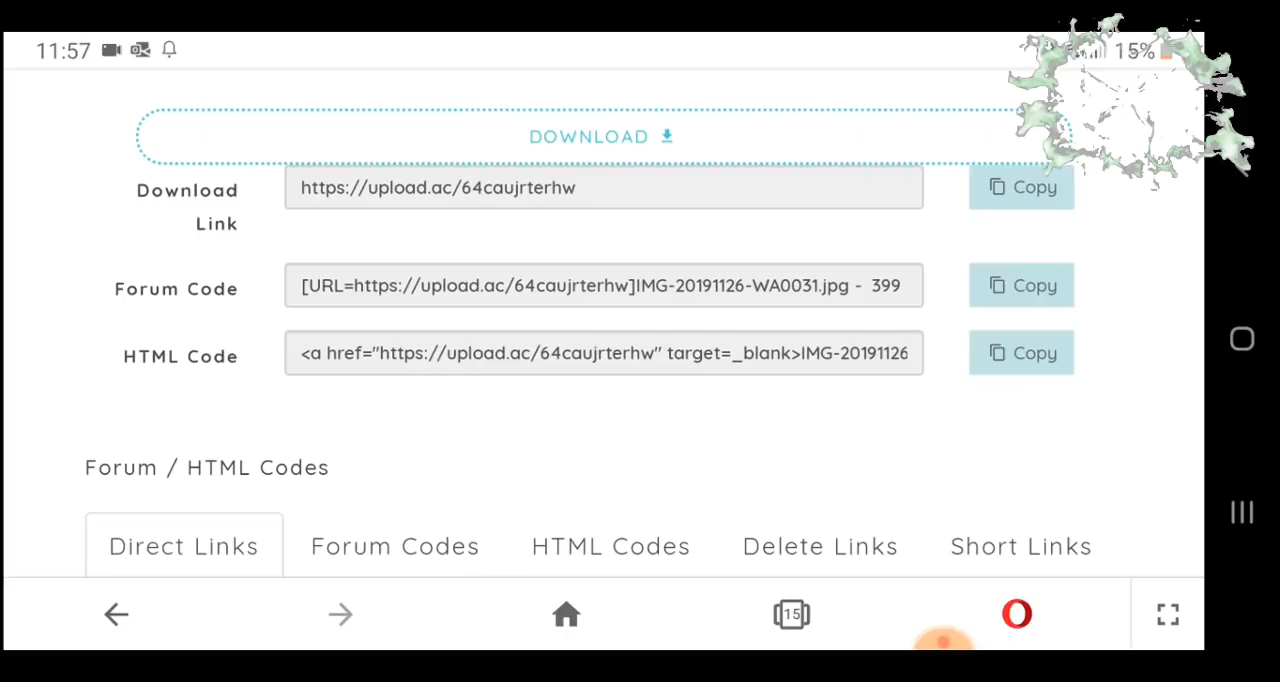 11:57
15%
DOWNLOAD
Download Link
https://upload.ac/64caujrterhw
Copy
Forum Code
[URL=https://upload.ac/64caujrterhw]IMG-20191126-WA0031.jpg - 399
Copy
HTML Code
<a href="https://upload.ac/64caujrterhw" target=_blank>IMG-20191126
Copy
Forum / HTML Codes
Direct Links
Forum Codes
HTML Codes
Delete Links
Short Links
15